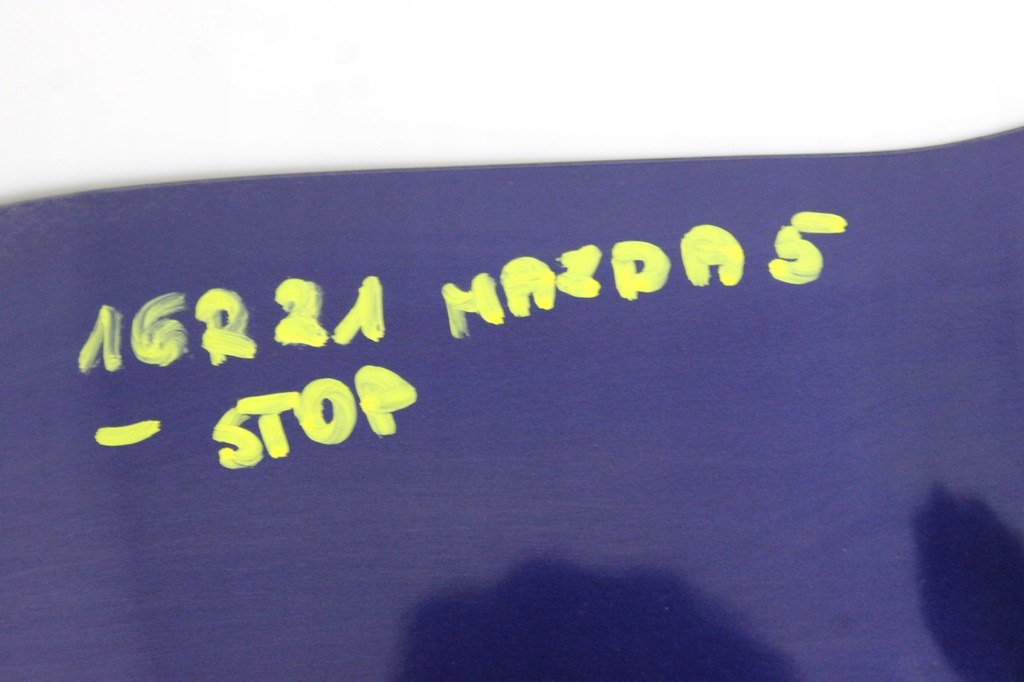 16R21 MAZDA 5
- STOP